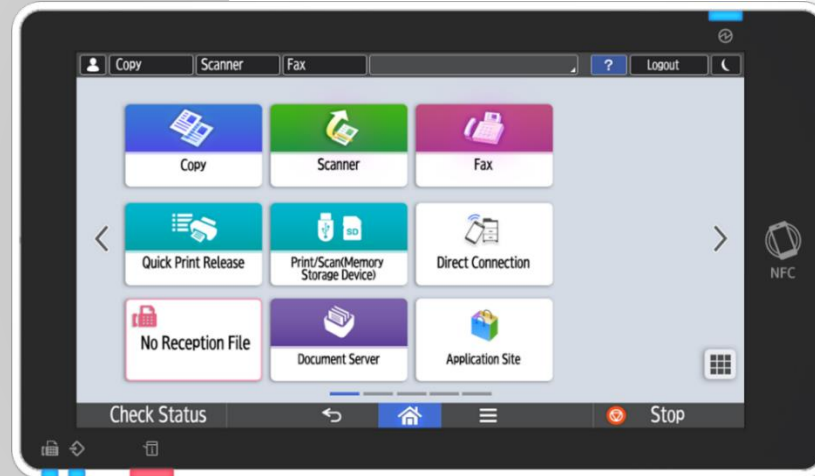 Copy Scanner Fax ? Logout
Copy Scanner Fax
Quick Print Release Print/Scan(Memory Storage Device) Direct Connection
No Reception File Document Server Application Site
SD
NFC
Check Status Stop